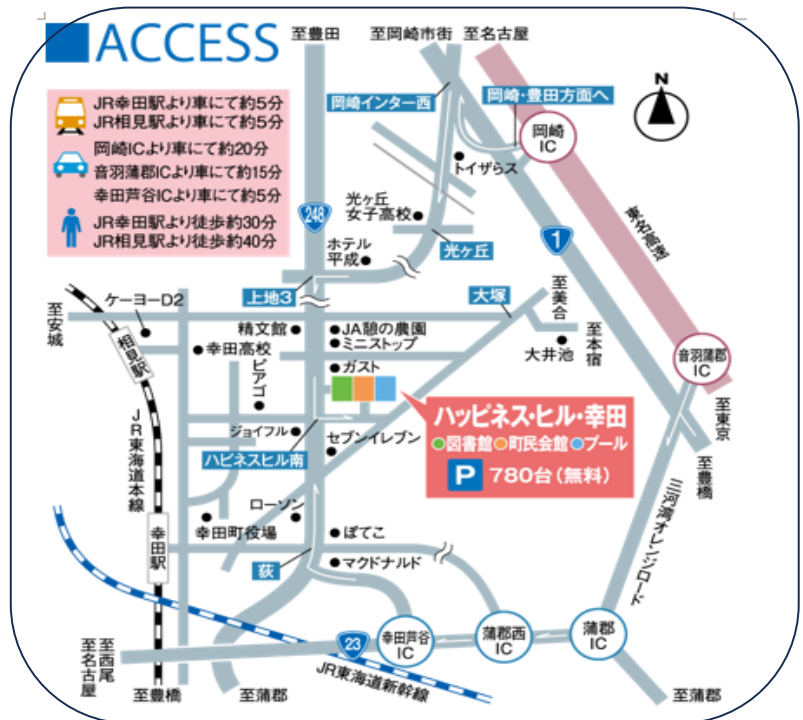 ACCESS
至豊田
至岡崎市街
至名古屋
JR幸田駅より車にて約5分
JR相見駅より車にて約5分
岡崎ICより車にて約20分
音羽蒲郡ICより車にて約15分
幸田芦谷ICより車にて約5分
JR幸田駅より徒歩約30分
JR相見駅より徒歩約40分
岡崎インター西
岡崎・豊田方面へ
N
岡崎
IC
トイザらス
光ヶ丘
女子高校
248
東名高速
1
ホテル
平成
光ヶ丘
上地3
大塚
至美合
ケーヨーD2
至安城
精文館
JA憩の農園
ミニストップ
至本宿
相見駅
幸田高校
大井池
音羽蒲郡
IC
ピアゴ
ガスト
至東京
ハッピネス・ヒル・幸田
図書館
町民会館
プール
P 780台(無料)
JR東海道本線
ジョイフル
セブンイレブン
ハピネスヒル南
至豊橋
三河湾オレンジロード
ローソン
幸田駅
幸田町役場
ぽてこ
荻
マクドナルド
23
幸田芦谷
IC
蒲郡西
IC
蒲郡
IC
至西尾
至名古屋
JR東海道新幹線
至豊橋
至蒲郡
至蒲郡